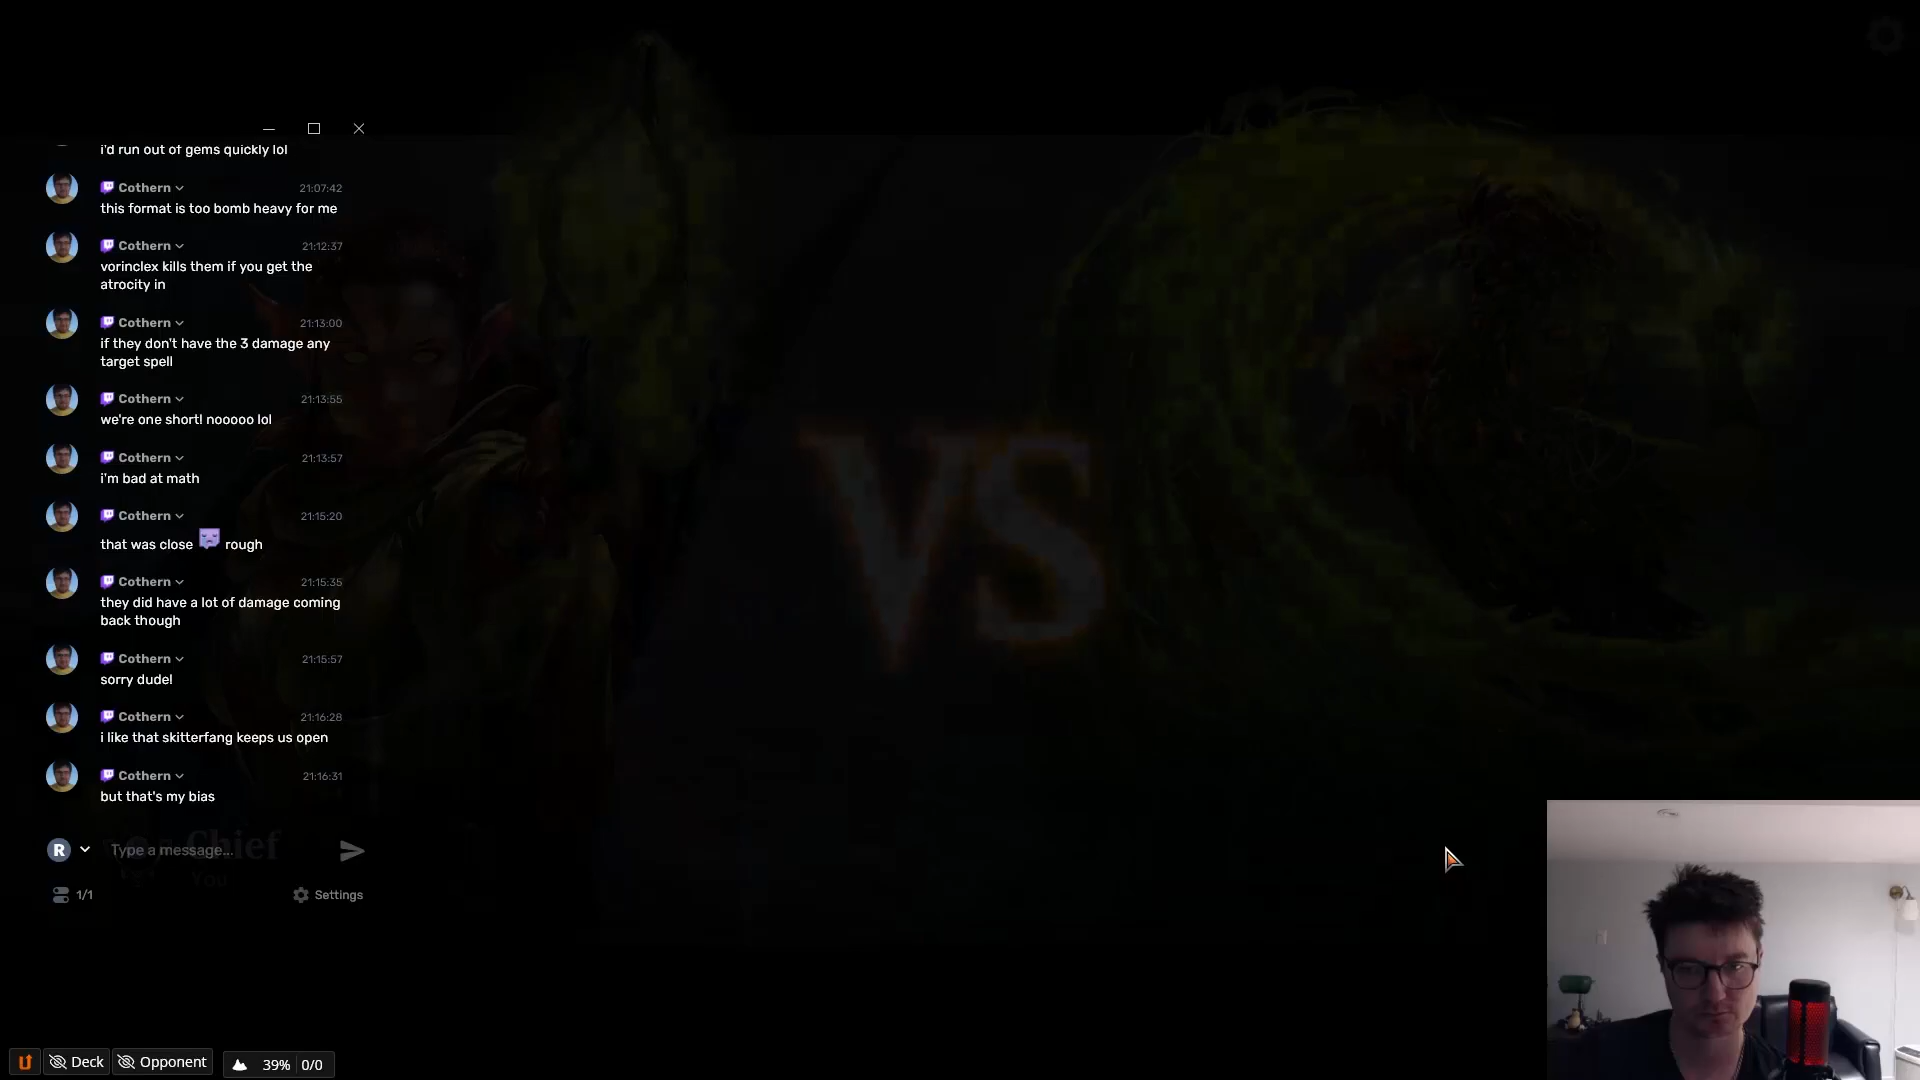 i'd run out of gems quickly lol
Cothern 21:07:42
this format is too bomb heavy for me
Cothern 21:12:37
vorinclex kills them if you get the
atrocity in
Cothern 21:13:00
if they don't have the 3 damage any
target spell
Cothern 21:13:55
we're one short! nooooo lol
Cothern 21:13:57
i'm bad at math
Cothern 21:15:20
that was close rough
Cothern 21:15:35
they did have a lot of damage coming
back though
Cothern 21:15:57
sorry dude!
Cothern 21:16:28
i like that skitterfang keeps us open
Cothern 21:16:31
but that's my bias
VS
Chief
R Type a message...
You
1/1 Settings
Deck Opponent 39% 0/0